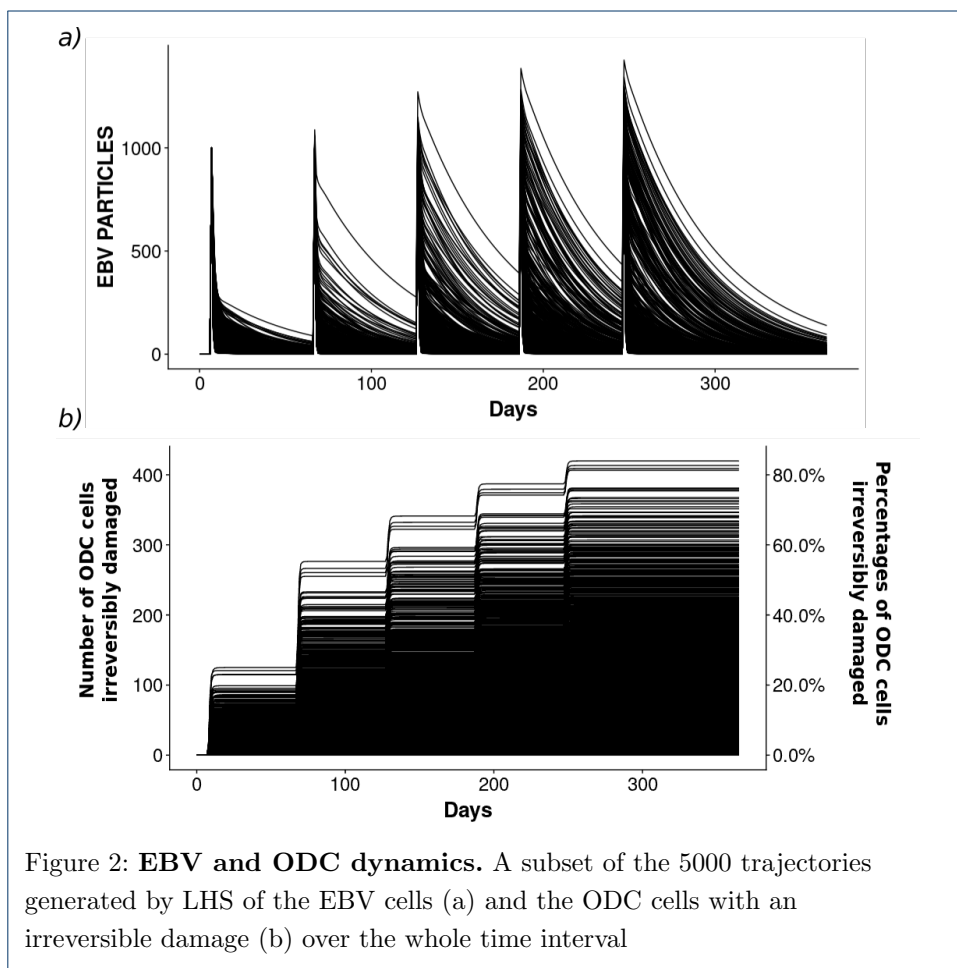 a)
EBV PARTICLES
1000
500
0
0 100 200 300
Days
b)
Number of ODC cells
irreversibly damaged
400
300
200
100
0
80.0%
60.0%
40.0%
20.0%
0.0%
Percentages of ODC cells
irreversibly damaged
0 100 200 300
Days
Figure 2: EBV and ODC dynamics. A subset of the 5000 trajectories
generated by LHS of the EBV cells (a) and the ODC cells with an
irreversible damage (b) over the whole time interval